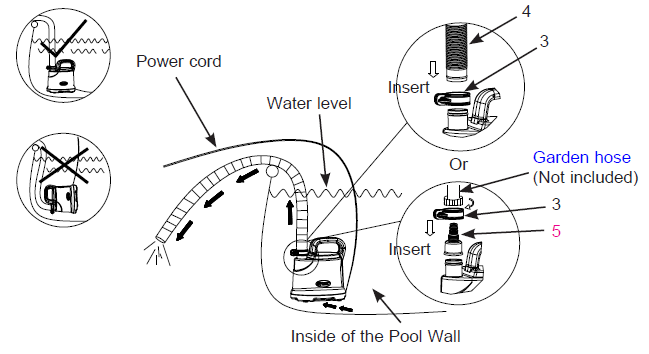 4
3
Power cord
Insert
Water level
Or
Garden hose
(Not included)
3
5
Insert
Inside of the Pool Wall